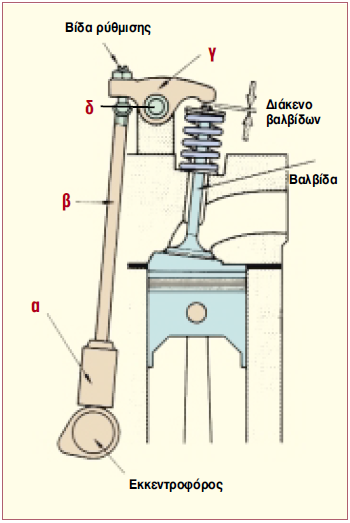 Βίδα ρύθμισης
γ
δ
Διάκενο
βαλβίδων
Βαλβίδα
β
α
Εκκεντροφόρος